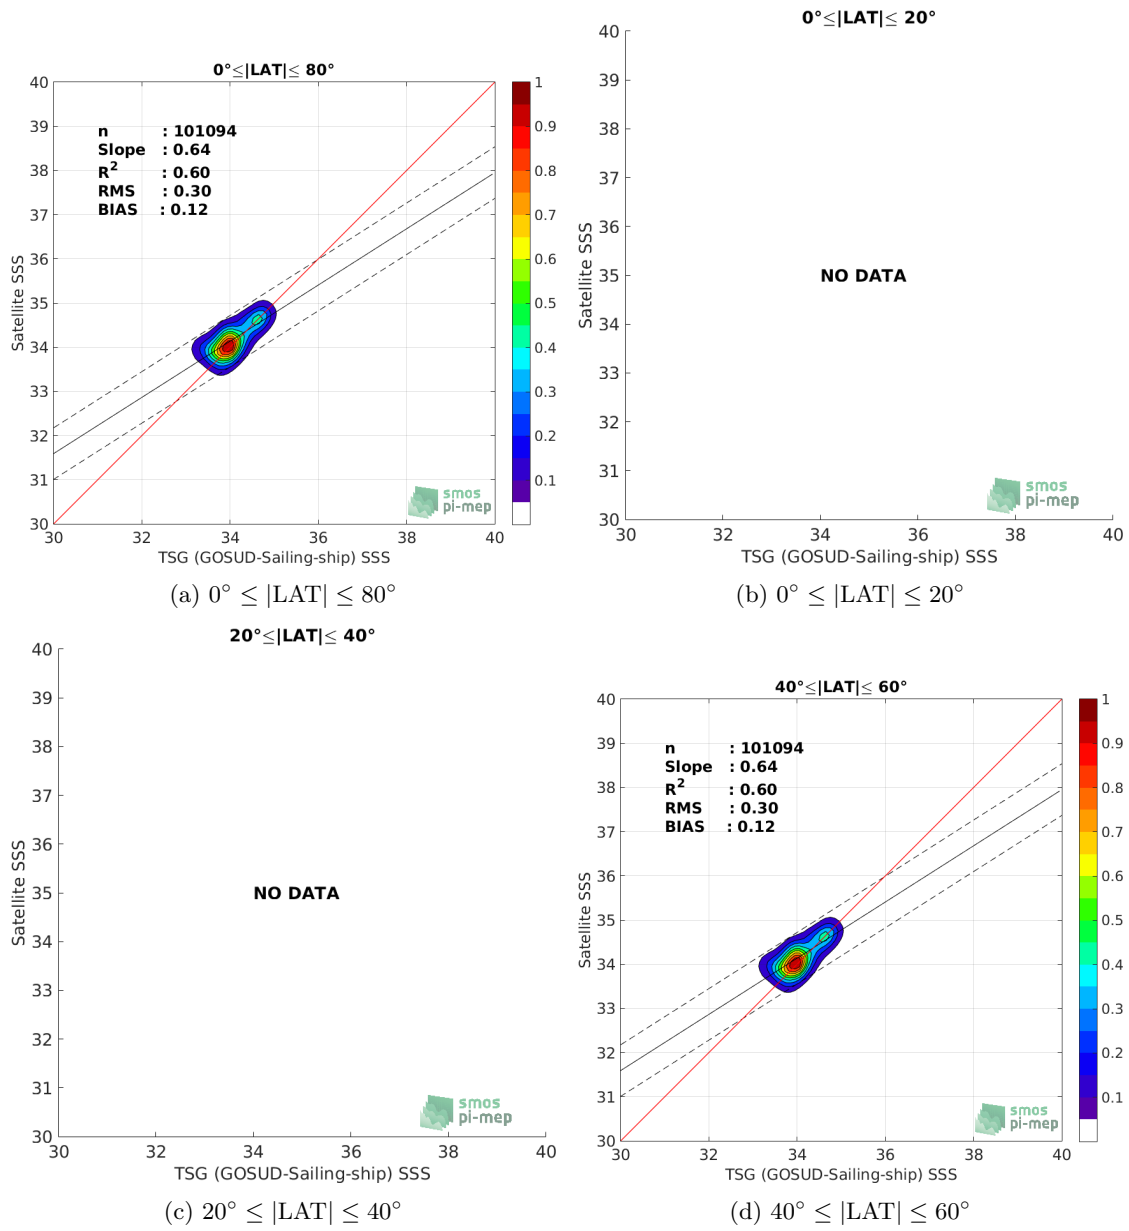 0°≤|LAT|≤ 80°
40
39
38
37
36
35
34
33
32
31
30
Satellite SSS
n : 101094
Slope : 0.64
R² : 0.60
RMS : 0.30
BIAS : 0.12
1
0.9
0.8
0.7
0.6
0.5
0.4
0.3
0.2
0.1
smos
pi-mep
30 32 34 36 38 40
TSG (GOSUD-Sailing-ship) SSS
(a) 0° ≤ |LAT| ≤ 80°
0°≤|LAT|≤ 20°
40
39
38
37
36
35
34
33
32
31
30
Satellite SSS
NO DATA
smos
pi-mep
30 32 34 36 38 40
TSG (GOSUD-Sailing-ship) SSS
(b) 0° ≤ |LAT| ≤ 20°
20°≤|LAT|≤ 40°
40
39
38
37
36
35
34
33
32
31
30
Satellite SSS
NO DATA
smos
pi-mep
30 32 34 36 38 40
TSG (GOSUD-Sailing-ship) SSS
(c) 20° ≤ |LAT| ≤ 40°
40°≤|LAT|≤ 60°
40
39
38
37
36
35
34
33
32
31
30
Satellite SSS
n : 101094
Slope : 0.64
R² : 0.60
RMS : 0.30
BIAS : 0.12
1
0.9
0.8
0.7
0.6
0.5
0.4
0.3
0.2
0.1
smos
pi-mep
30 32 34 36 38 40
TSG (GOSUD-Sailing-ship) SSS
(d) 40° ≤ |LAT| ≤ 60°